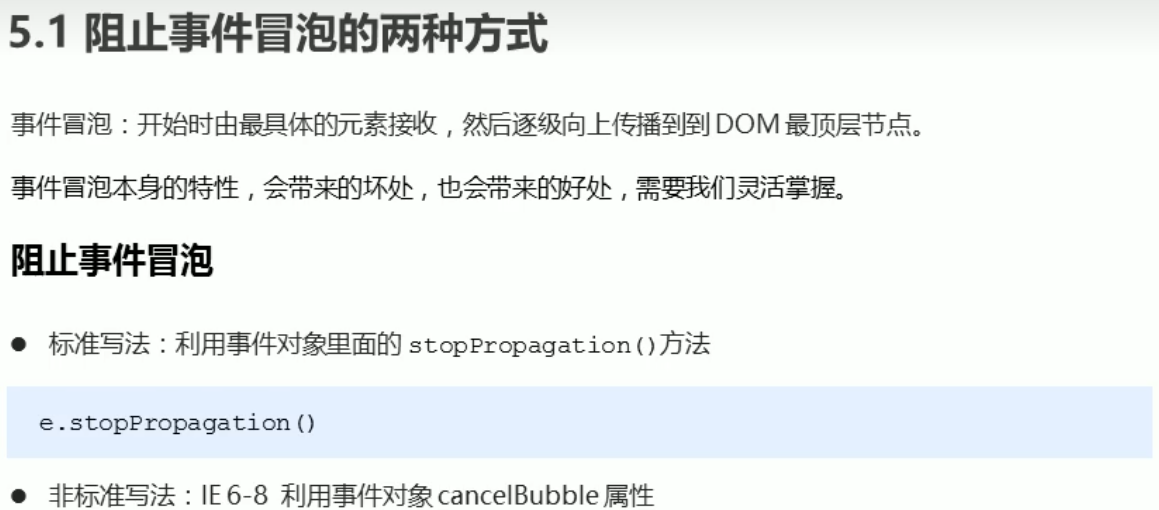 5.1 阻止事件冒泡的两种方式
事件冒泡：开始时由最具体的元素接收，然后逐级向上传播到到 DOM 最顶层节点。
事件冒泡本身的特性，会带来的坏处，也会带来的好处，需要我们灵活掌握。
阻止事件冒泡
● 标准写法：利用事件对象里面的 stopPropagation()方法
e.stopPropagation()
● 非标准写法：IE 6-8 利用事件对象 cancelBubble 属性